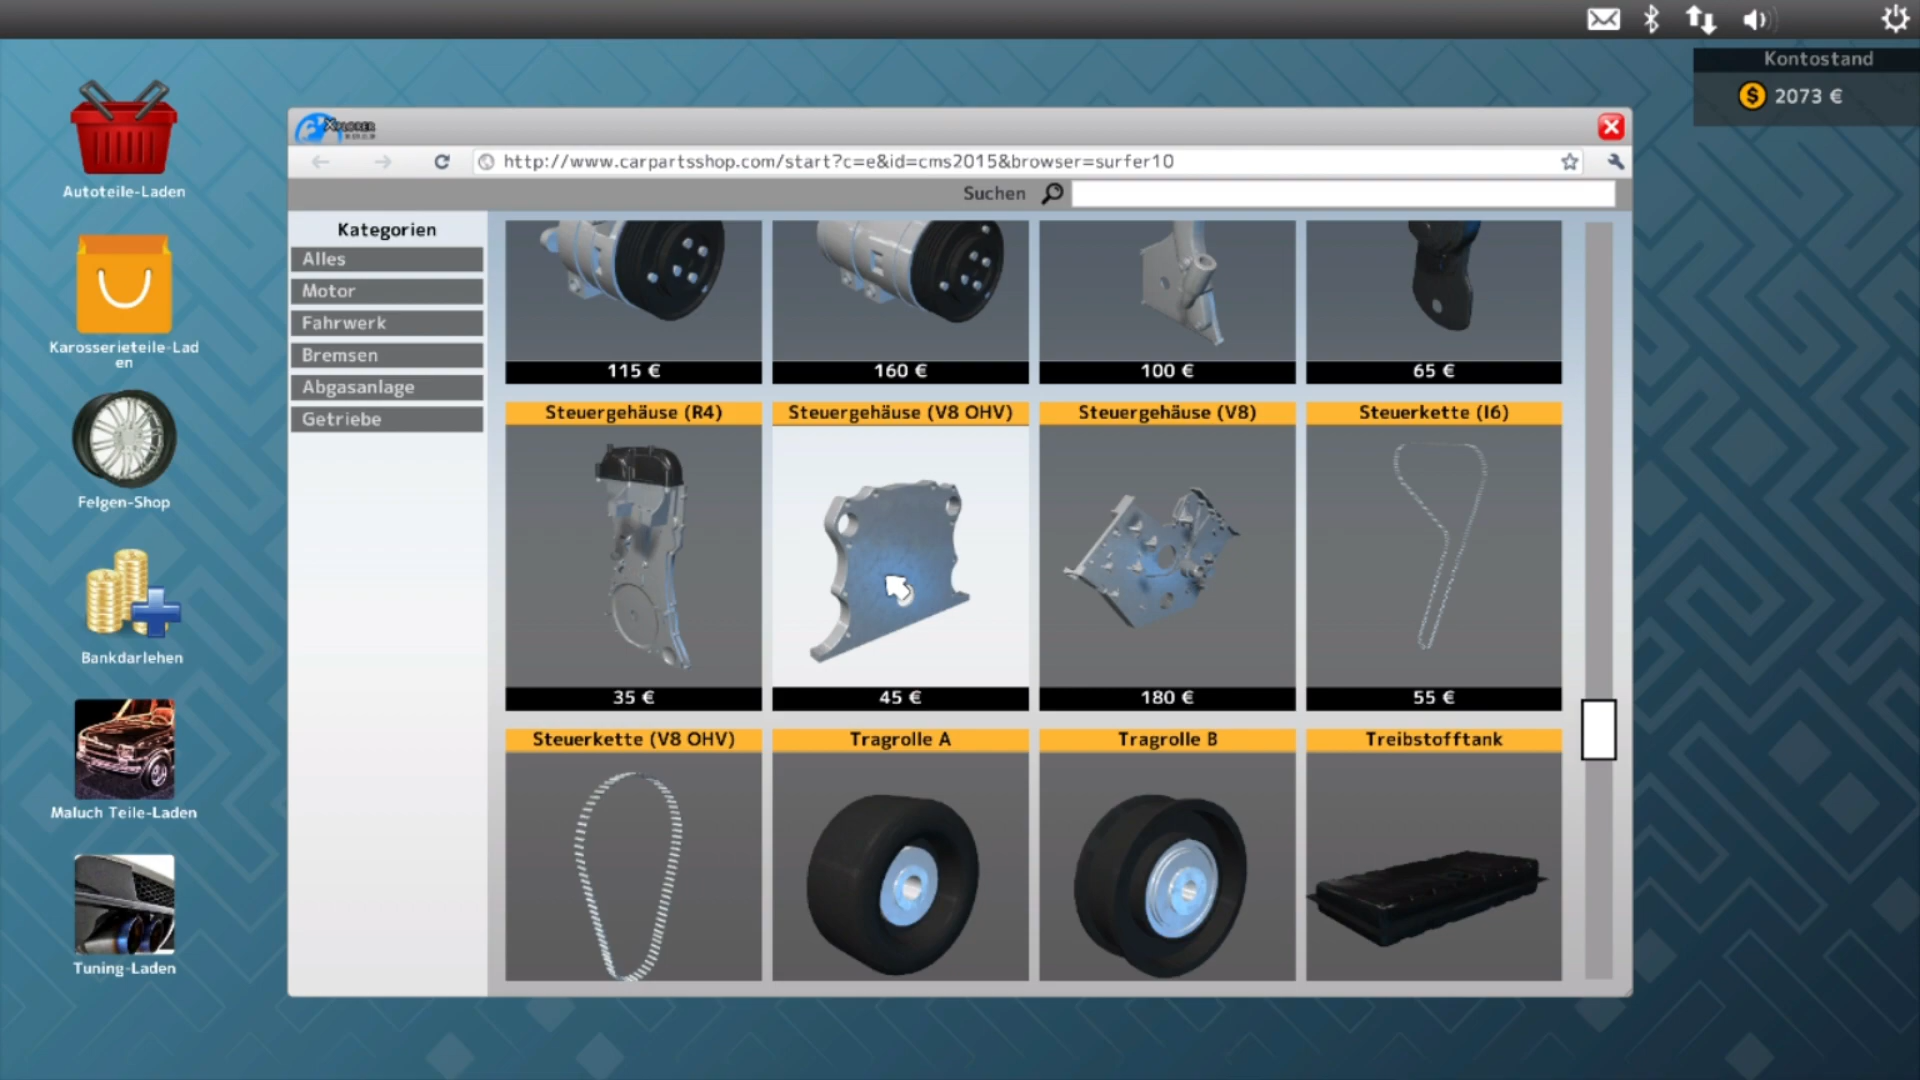 Kontostand
$ 2073 €
Autoteile-Laden
Karosserieteile-Lad
en
Felgen-Shop
Bankdarlehen
Maluch Teile-Laden
Tuning-Laden
XPLORER
http://www.carpartsshop.com/start?c=e&id=cms2015&browser=surfer10
Suchen
Kategorien
Alles
Motor
Fahrwerk
Bremsen
Abgasanlage
Getriebe
115 €
160 €
100 €
65 €
Steuergehäuse (R4)
Steuergehäuse (V8 OHV)
Steuergehäuse (V8)
Steuerkette (I6)
35 €
45 €
180 €
55 €
Steuerkette (V8 OHV)
Tragrolle A
Tragrolle B
Treibstofftank